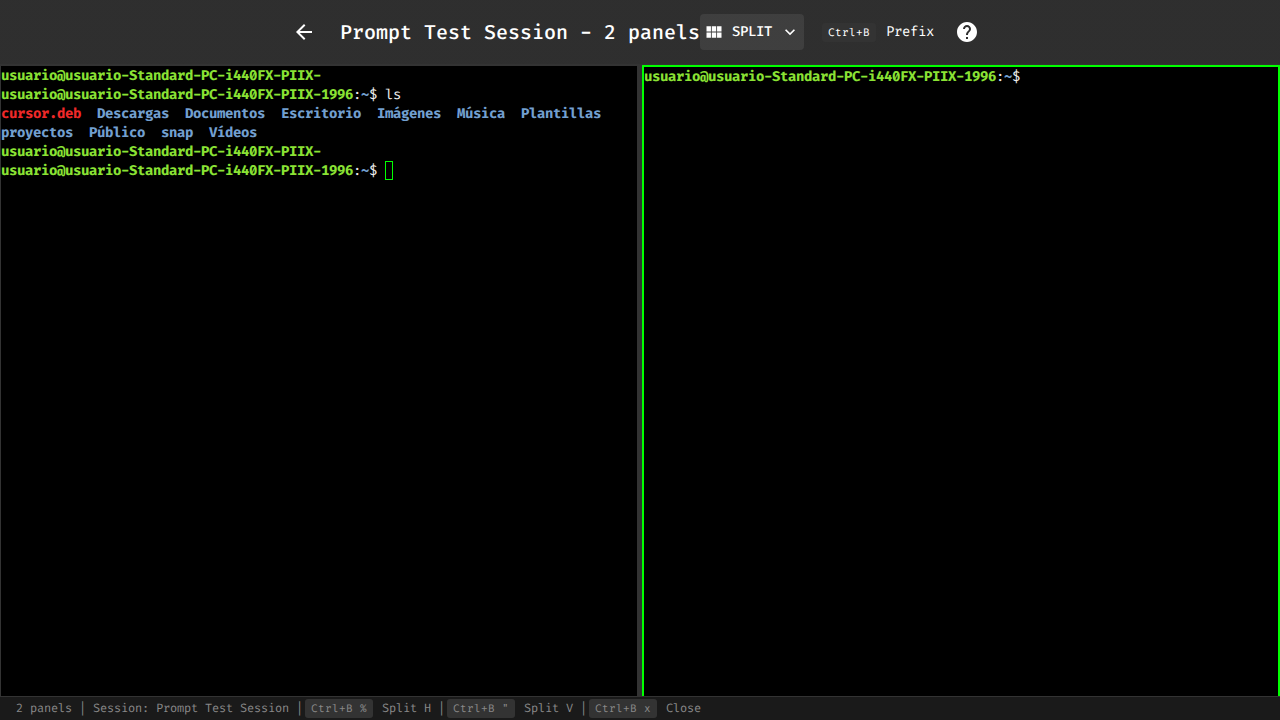 Prompt Test Session - 2 panels SPLIT Ctrl+B Prefix
usuario@usuario-Standard-PC-i440FX-PIIX-
usuario@usuario-Standard-PC-i440FX-PIIX-1996:~$ ls
cursor.deb Descargas Documentos Escritorio Imágenes Música Plantillas
proyectos Público snap Vídeos
usuario@usuario-Standard-PC-i440FX-PIIX-
usuario@usuario-Standard-PC-i440FX-PIIX-1996:~$
usuario@usuario-Standard-PC-i440FX-PIIX-1996:~$
2 panels | Session: Prompt Test Session | Ctrl+B % Split H | Ctrl+B " Split V | Ctrl+B x Close